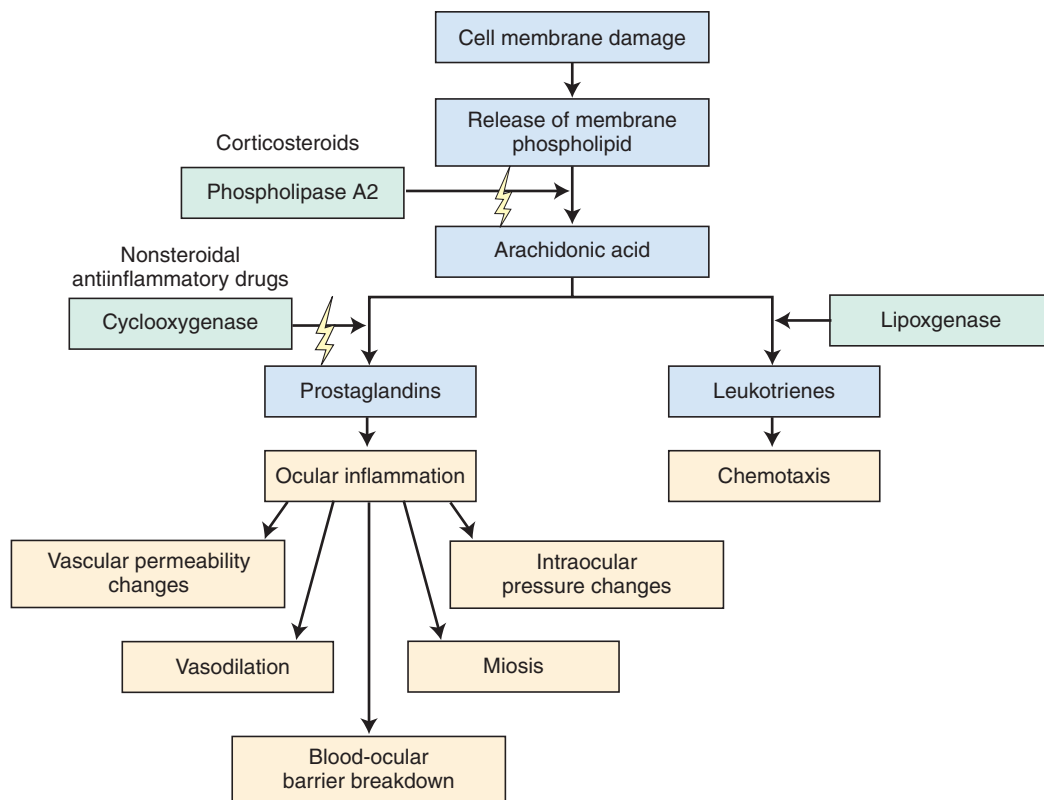 Cell membrane damage
Release of membrane
phospholipid
Corticosteroids
Phospholipase A2
Arachidonic acid
Nonsteroidal
antiinflammatory drugs
Cyclooxygenase
Lipoxgenase
Prostaglandins
Leukotrienes
Ocular inflammation
Chemotaxis
Vascular permeability
changes
Intraocular
pressure changes
Vasodilation
Miosis
Blood-ocular
barrier breakdown